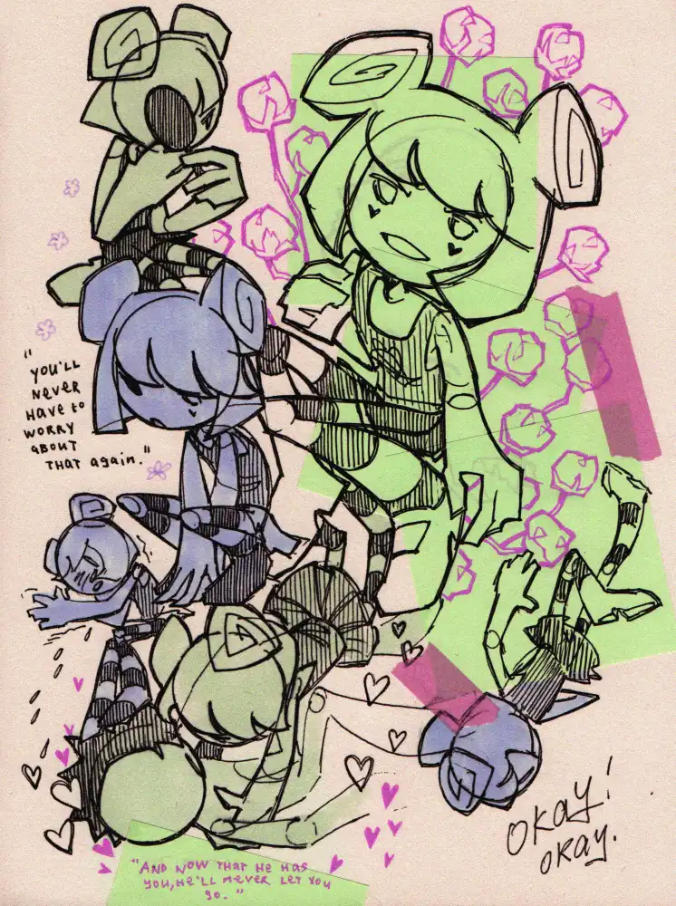 "YOU'LL
NEVER
HAVE to
WORRY
ABOUT
THAT again."
OKAY!
OKAY.
"AND NOW THAT HE HAS
YOU, HE'LL NEVER LET YOU
GO."